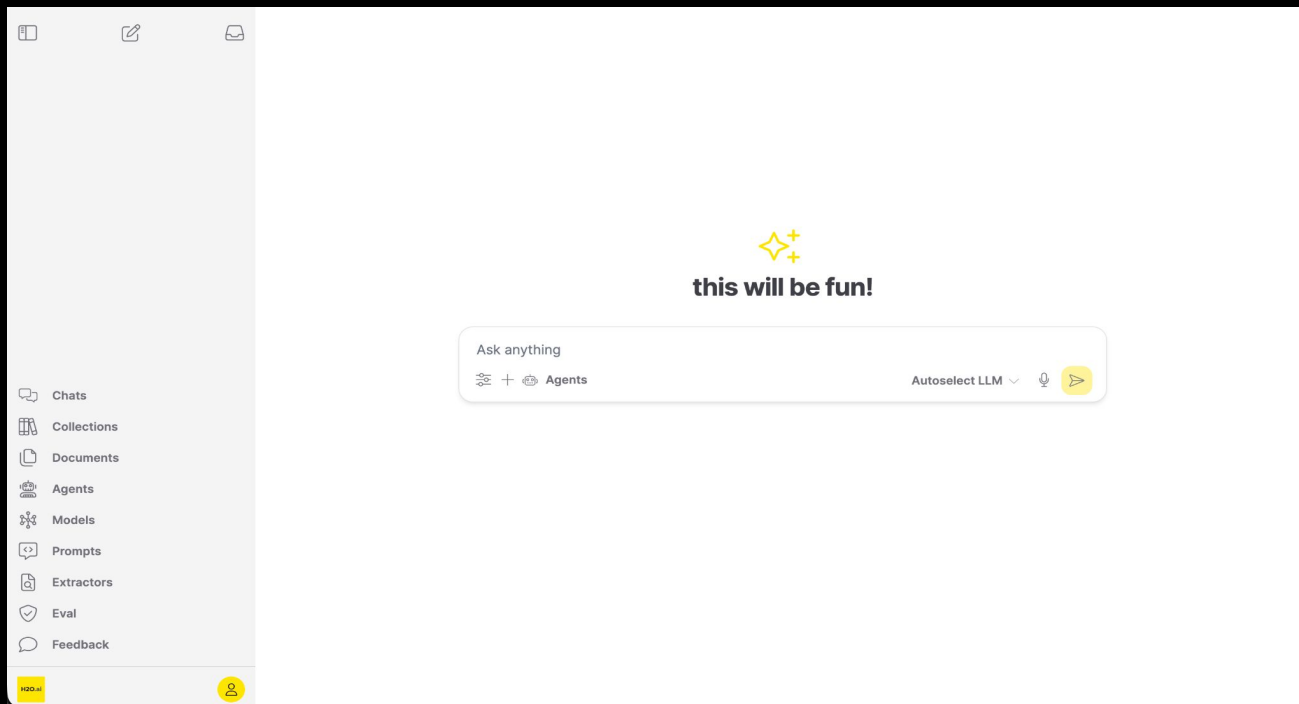 this will be fun!
Ask anything
Agents
Autoselect LLM
Chats
Collections
Documents
Agents
Models
Prompts
Extractors
Eval
Feedback
H2O.ai